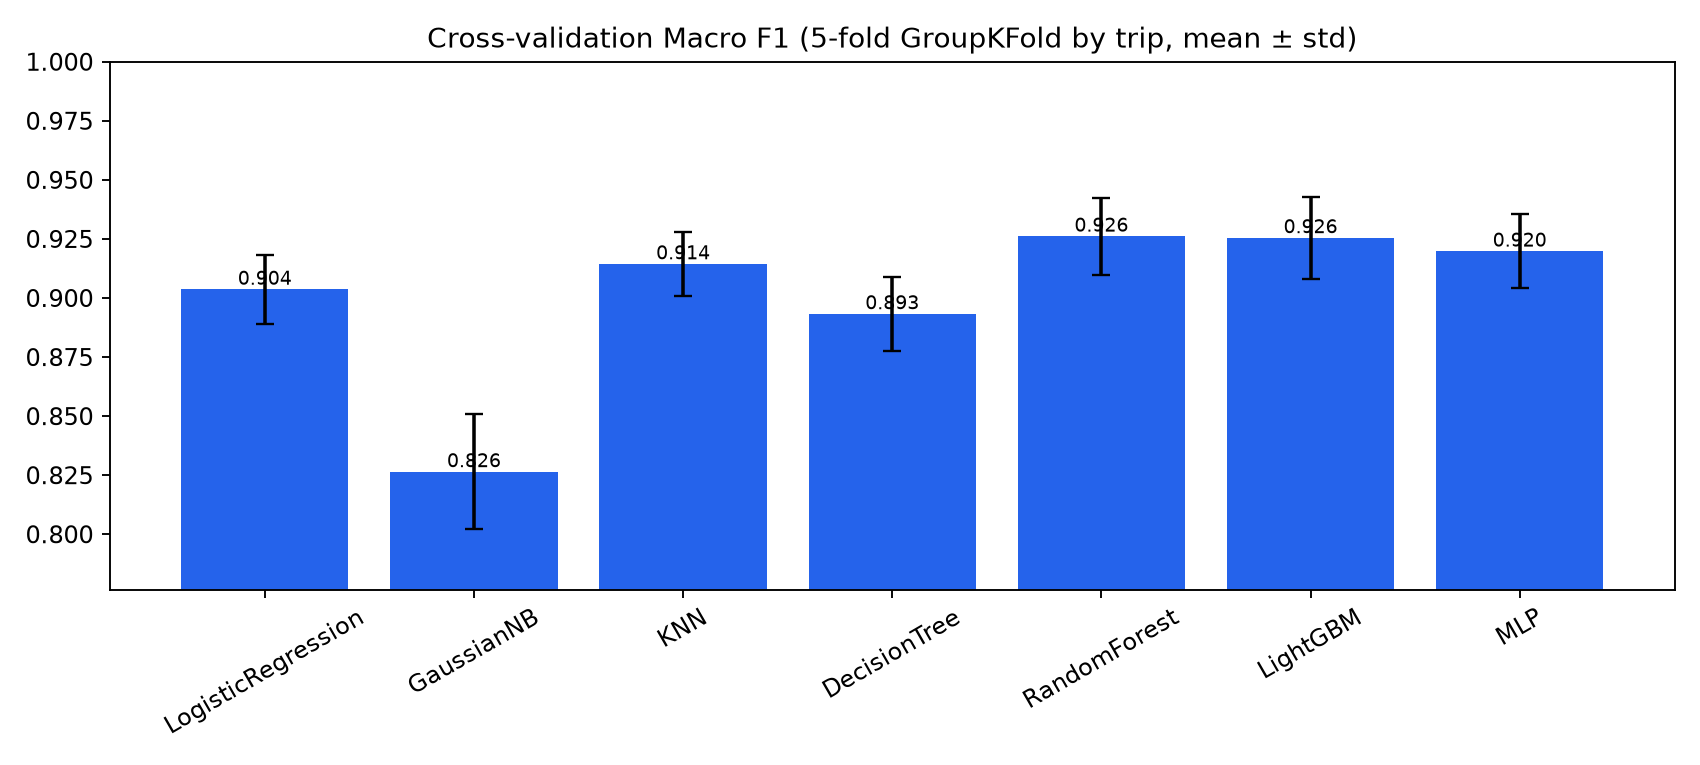 Cross-validation Macro F1 (5-fold GroupKFold by trip, mean ± std)
1.000
0.975
0.950
0.925
0.900
0.875
0.850
0.825
0.800
0.904
0.826
0.914
0.893
0.926
0.926
0.920
LogisticRegression
GaussianNB
KNN
DecisionTree
RandomForest
LightGBM
MLP